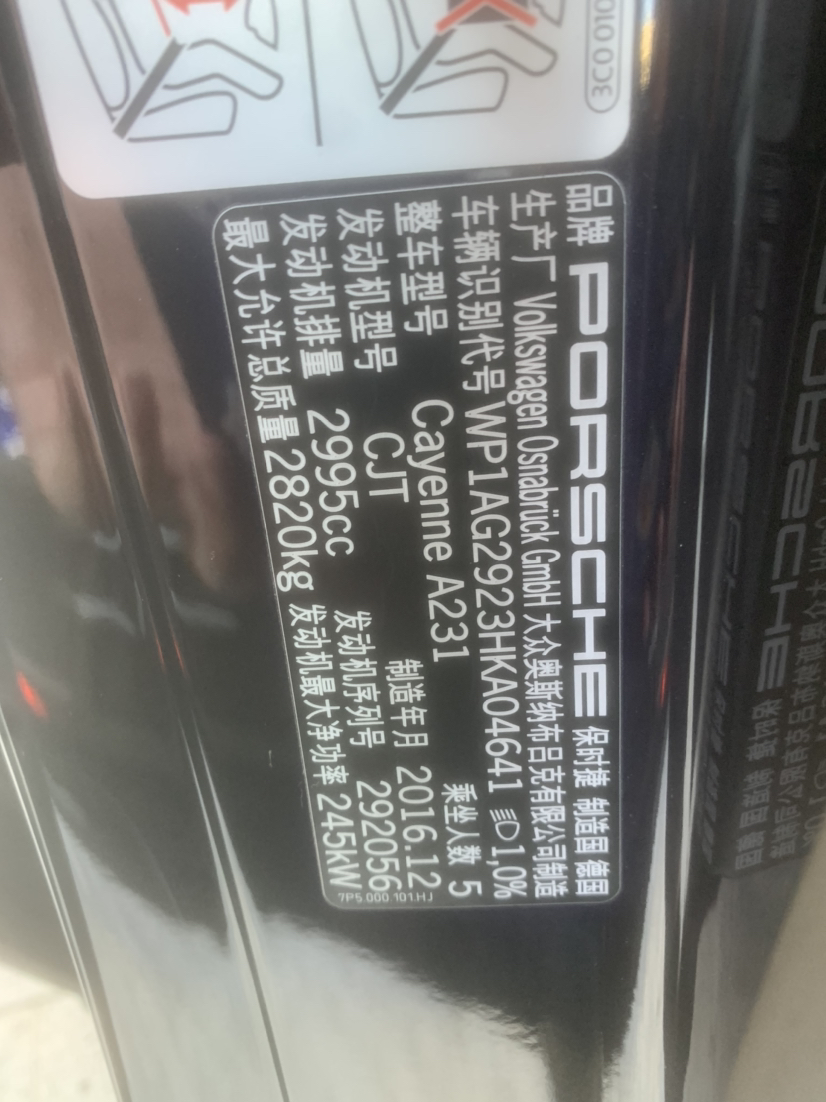 3C0 010
品牌 PORSCHE 保时捷 制造国 德国
生产厂 Volkswagen Osnabrück GmbH 大众奥斯纳布吕克有限公司制造
车辆识别代号 WP1AG2923HKA04641 1,0%
整车型号 Cayenne A231 乘坐人数 5
发动机型号 CJT 制造年月 2016.12
发动机排量 2995cc 发动机序列号 292056
最大允许总质量 2820kg 发动机最大净功率 245kW
7P5.000.101.HJ